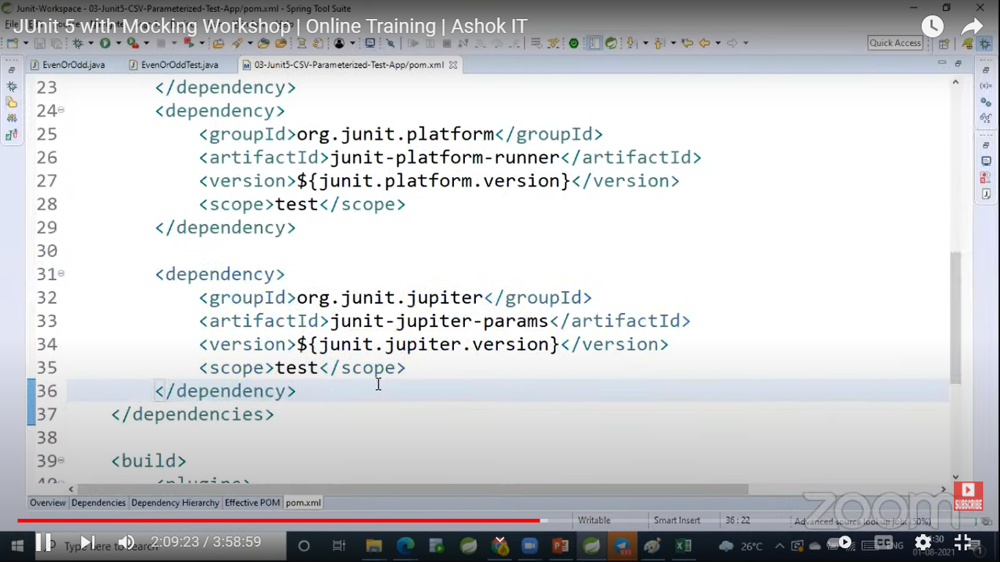 Junit-Workspace - 03-Junit5-CSV-Parameterized-Test-App/pom.xml - Spring Tool Suite
JUnit 5 with Mocking Workshop | Online Training | Ashok IT
Quick Access
EvenOrOdd.java
EvenOrOddTest.java
03-Junit5-CSV-Parameterized-Test-App/pom.xml
23 </dependency>
24 <dependency>
25 <groupId>org.junit.platform</groupId>
26 <artifactId>junit-platform-runner</artifactId>
27 <version>${junit.platform.version}</version>
28 <scope>test</scope>
29 </dependency>
30
31 <dependency>
32 <groupId>org.junit.jupiter</groupId>
33 <artifactId>junit-jupiter-params</artifactId>
34 <version>${junit.jupiter.version}</version>
35 <scope>test</scope>
36 </dependency>
37 </dependencies>
38
39 <build>
40 <plugins>
Overview Dependencies Dependency Hierarchy Effective POM pom.xml
zoom
SUBSCRIBE
Writable Smart Insert 36 : 22 Advanced source lookup job: (50%)
Type here to search
2:09:23 / 3:58:59
26°C
CC
ENG
01-08-2021